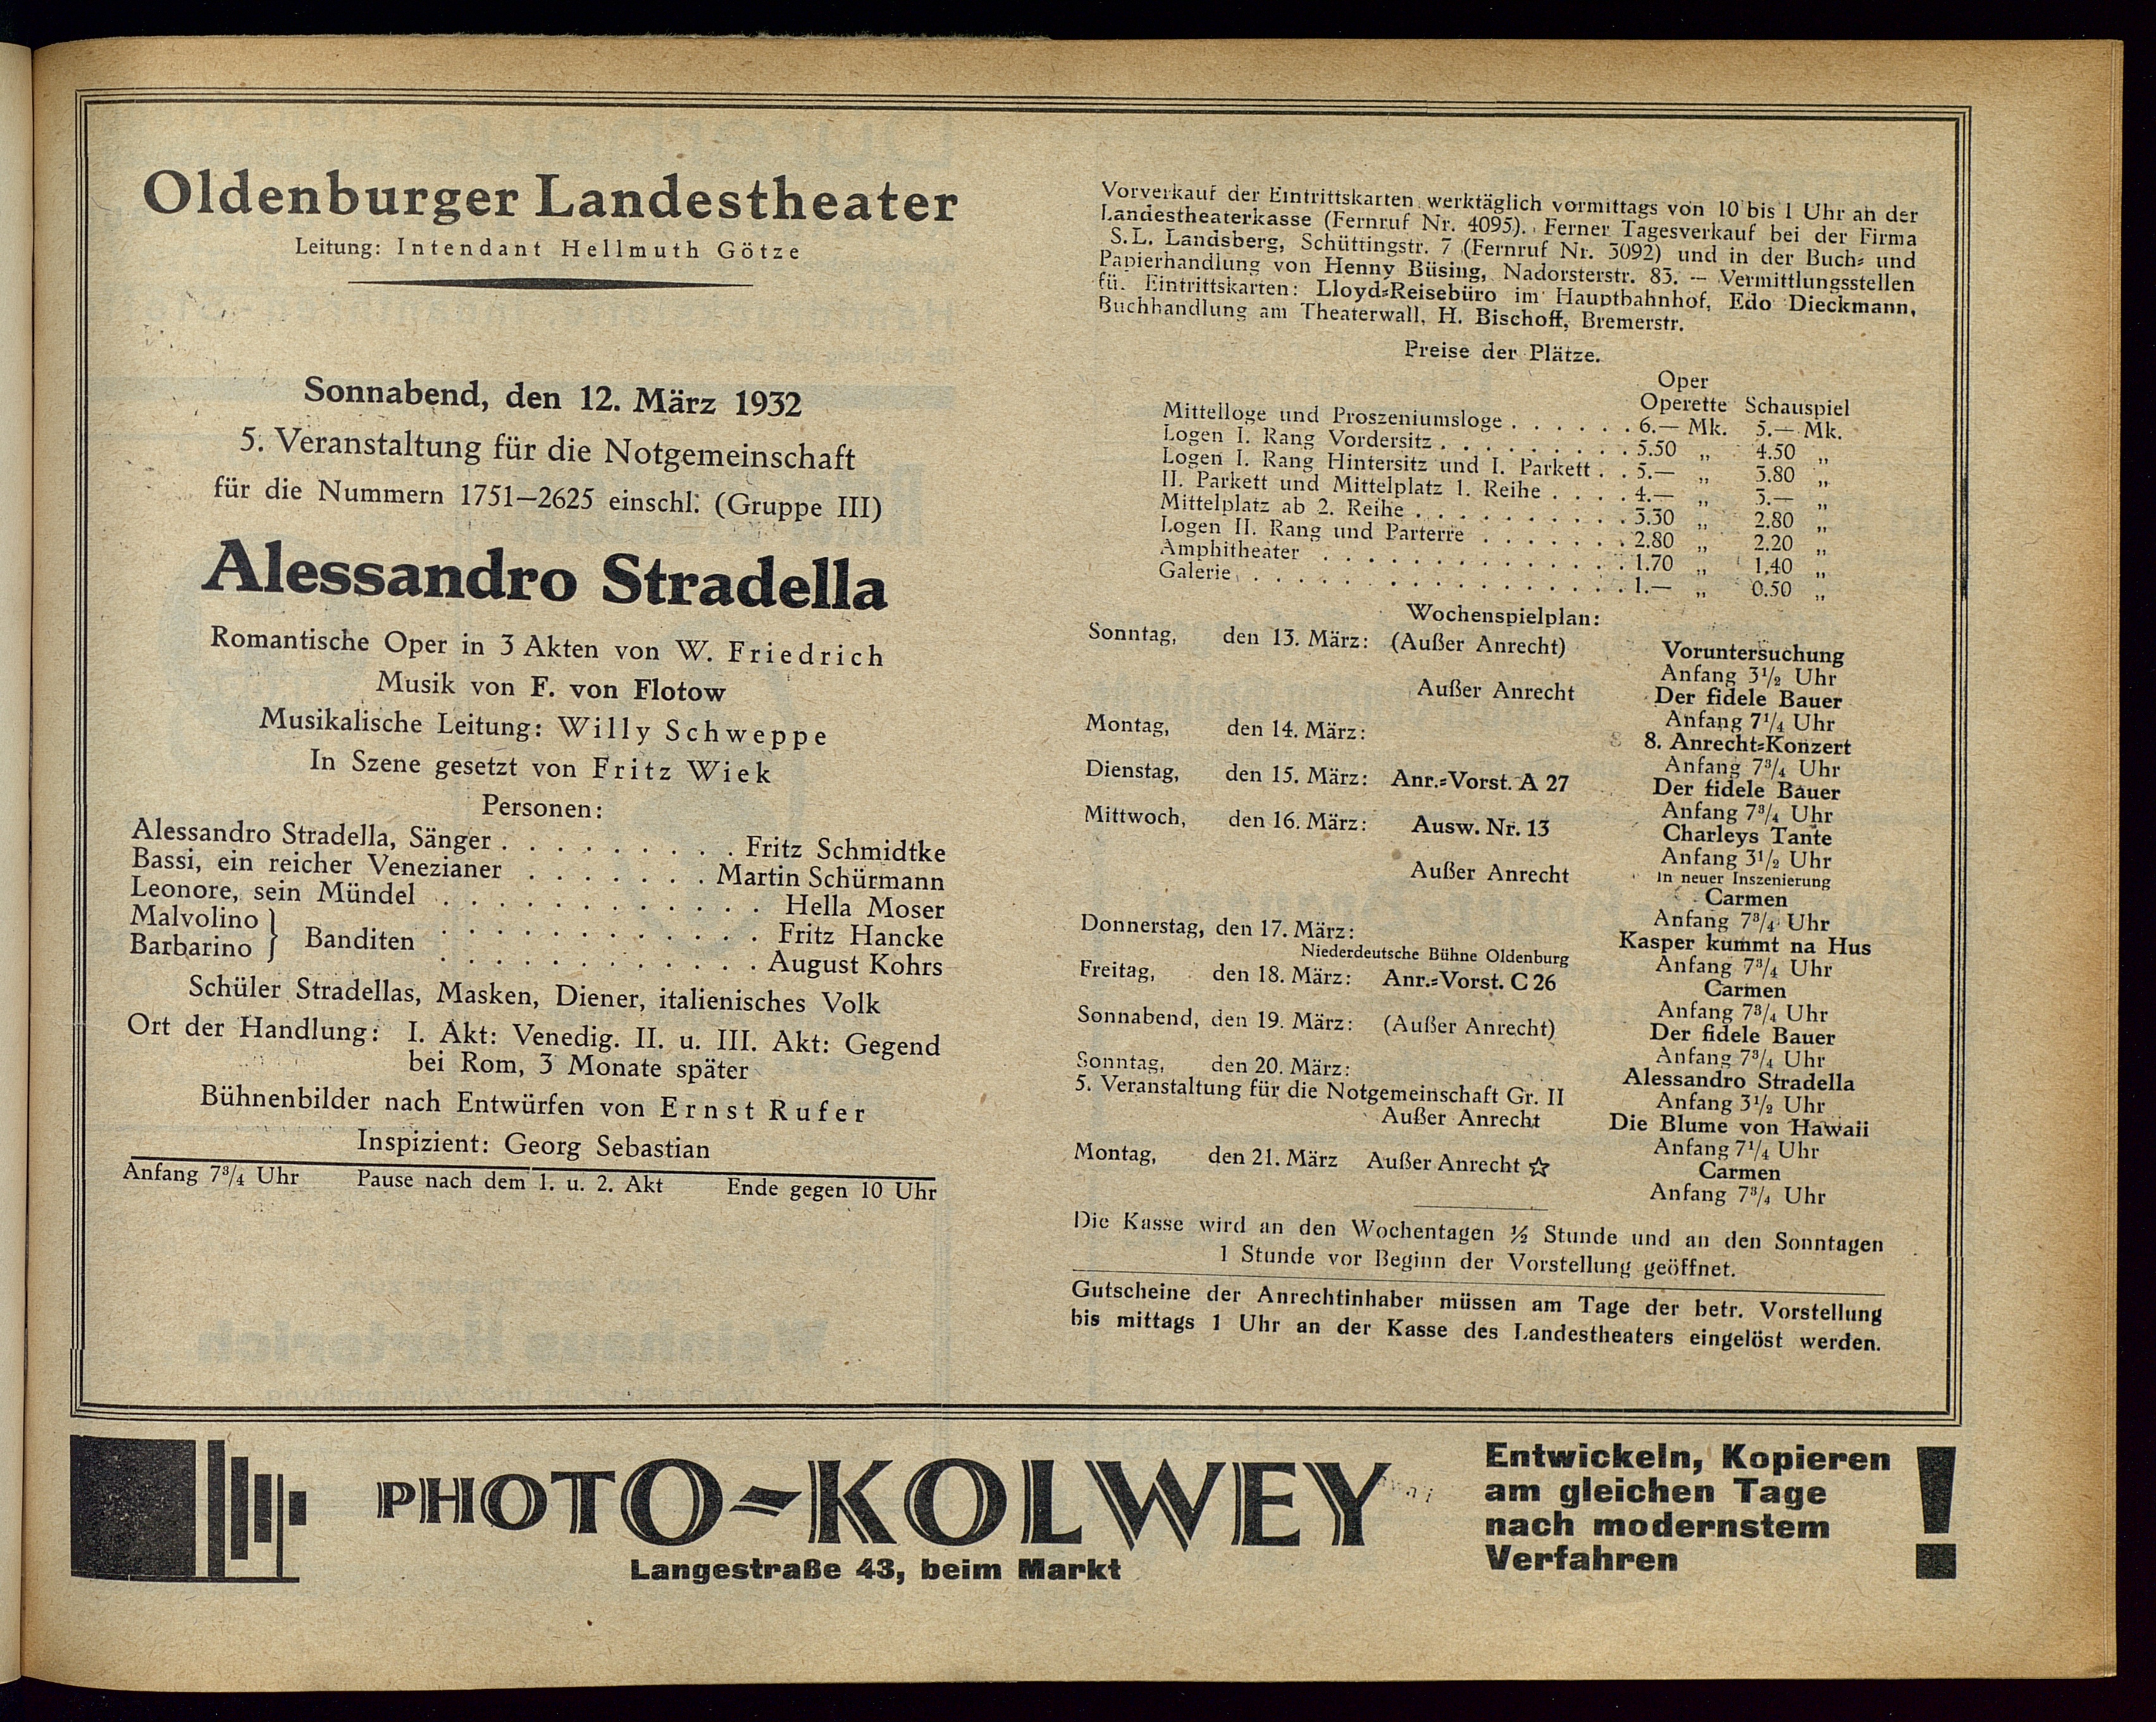 Oldenburger Landestheater
Leitung: Intendant Hellmuth Götze
Sonnabend, den 12. März 1932
5. Veranstaltung für die Notgemeinschaft
für die Nummern 1751—2625 einschl. (Gruppe III)
Alessandro Stradella
Romantische Oper in 3 Akten von W. Friedrich
Musik von F. von Flotow
Musikalische Leitung: Willy Schweppe
In Szene gesetzt von Fritz Wiek
Personen:
Alessandro Stradella, Sänger . . . . . . . . . Fritz Schmidtke
Bassi, ein reicher Venezianer . . . . . . . Martin Schürmann
Leonore, sein Mündel . . . . . . . . . . . . Hella Moser
Malvolino } Banditen . . . . . . . . . . . . Fritz Hancke
Barbarino } . . . . . . . . . . . . August Kohrs
Schüler Stradellas, Masken, Diener, italienisches Volk
Ort der Handlung: I. Akt: Venedig. II. u. III. Akt: Gegend
bei Rom, 3 Monate später
Bühnenbilder nach Entwürfen von Ernst Rufer
Inspizient: Georg Sebastian
Anfang 7¾ Uhr Pause nach dem 1. u. 2. Akt Ende gegen 10 Uhr
Vorverkauf der Eintrittskarten werktäglich vormittags von 10 bis 1 Uhr an der
Landestheaterkasse (Fernruf Nr. 4095). Ferner Tagesverkauf bei der Firma
S. L. Landsberg, Schüttingstr. 7 (Fernruf Nr. 3092) und in der Buch- und
Papierhandlung von Henny Büsing, Nadorsterstr. 83. — Vermittlungsstellen
für Eintrittskarten: Lloyd-Reisebüro im Hauptbahnhof, Edo Dieckmann,
Buchhandlung am Theaterwall, H. Bischoff, Bremerstr.
Preise der Plätze.
Oper
Operette Schauspiel
Mittelloge und Proszeniumsloge . . . . . . 6.— Mk. 5.— Mk.
Logen I. Rang Vordersitz . . . . . . . . . 5.50 „ 4.50 „
Logen I. Rang Hintersitz und I. Parkett . . 5.— „ 3.80 „
II. Parkett und Mittelplatz 1. Reihe . . . . 4.— „ 3.— „
Mittelplatz ab 2. Reihe . . . . . . . . . . 3.30 „ 2.80 „
Logen II. Rang und Parterre . . . . . . . 2.80 „ 2.20 „
Amphitheater . . . . . . . . . . . . . . 1.70 „ 1.40 „
Galerie . . . . . . . . . . . . . . . . . 1.— „ 0.50 „
Wochenspielplan:
Sonntag, den 13. März: (Außer Anrecht) Voruntersuchung
Anfang 3½ Uhr
Außer Anrecht Der fidele Bauer
Anfang 7¼ Uhr
Montag, den 14. März: 8. Anrecht-Konzert
Anfang 7¾ Uhr
Dienstag, den 15. März: Anr.-Vorst. A 27 Der fidele Bauer
Anfang 7¾ Uhr
Mittwoch, den 16. März: Ausw. Nr. 13 Charleys Tante
Anfang 3½ Uhr
Außer Anrecht In neuer Inszenierung
Carmen
Anfang 7¾ Uhr
Donnerstag, den 17. März: Kasper kummt na Hus
Niederdeutsche Bühne Oldenburg Anfang 7¾ Uhr
Freitag, den 18. März: Anr.-Vorst. C 26 Carmen
Anfang 7¾ Uhr
Sonnabend, den 19. März: (Außer Anrecht) Der fidele Bauer
Anfang 7¾ Uhr
Sonntag, den 20. März: Alessandro Stradella
5. Veranstaltung für die Notgemeinschaft Gr. II Anfang 3½ Uhr
Außer Anrecht Die Blume von Hawaii
Anfang 7¼ Uhr
Montag, den 21. März Außer Anrecht ☆ Carmen
Anfang 7¾ Uhr
Die Kasse wird an den Wochentagen ½ Stunde und an den Sonntagen
1 Stunde vor Beginn der Vorstellung geöffnet.
Gutscheine der Anrechtinhaber müssen am Tage der betr. Vorstellung
bis mittags 1 Uhr an der Kasse des Landestheaters eingelöst werden.
PHOTO-KOLWEY
Langestraße 43, beim Markt
Entwickeln, Kopieren
am gleichen Tage
nach modernstem
Verfahren
!